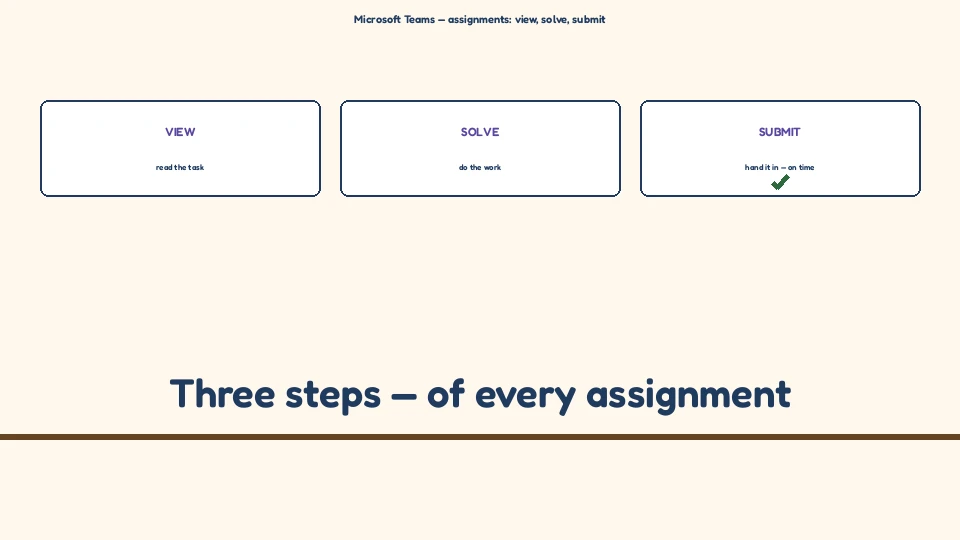 Microsoft Teams – assignments: view, solve, submit
VIEW
read the task
SOLVE
do the work
SUBMIT
hand it in – on time
Three steps – of every assignment